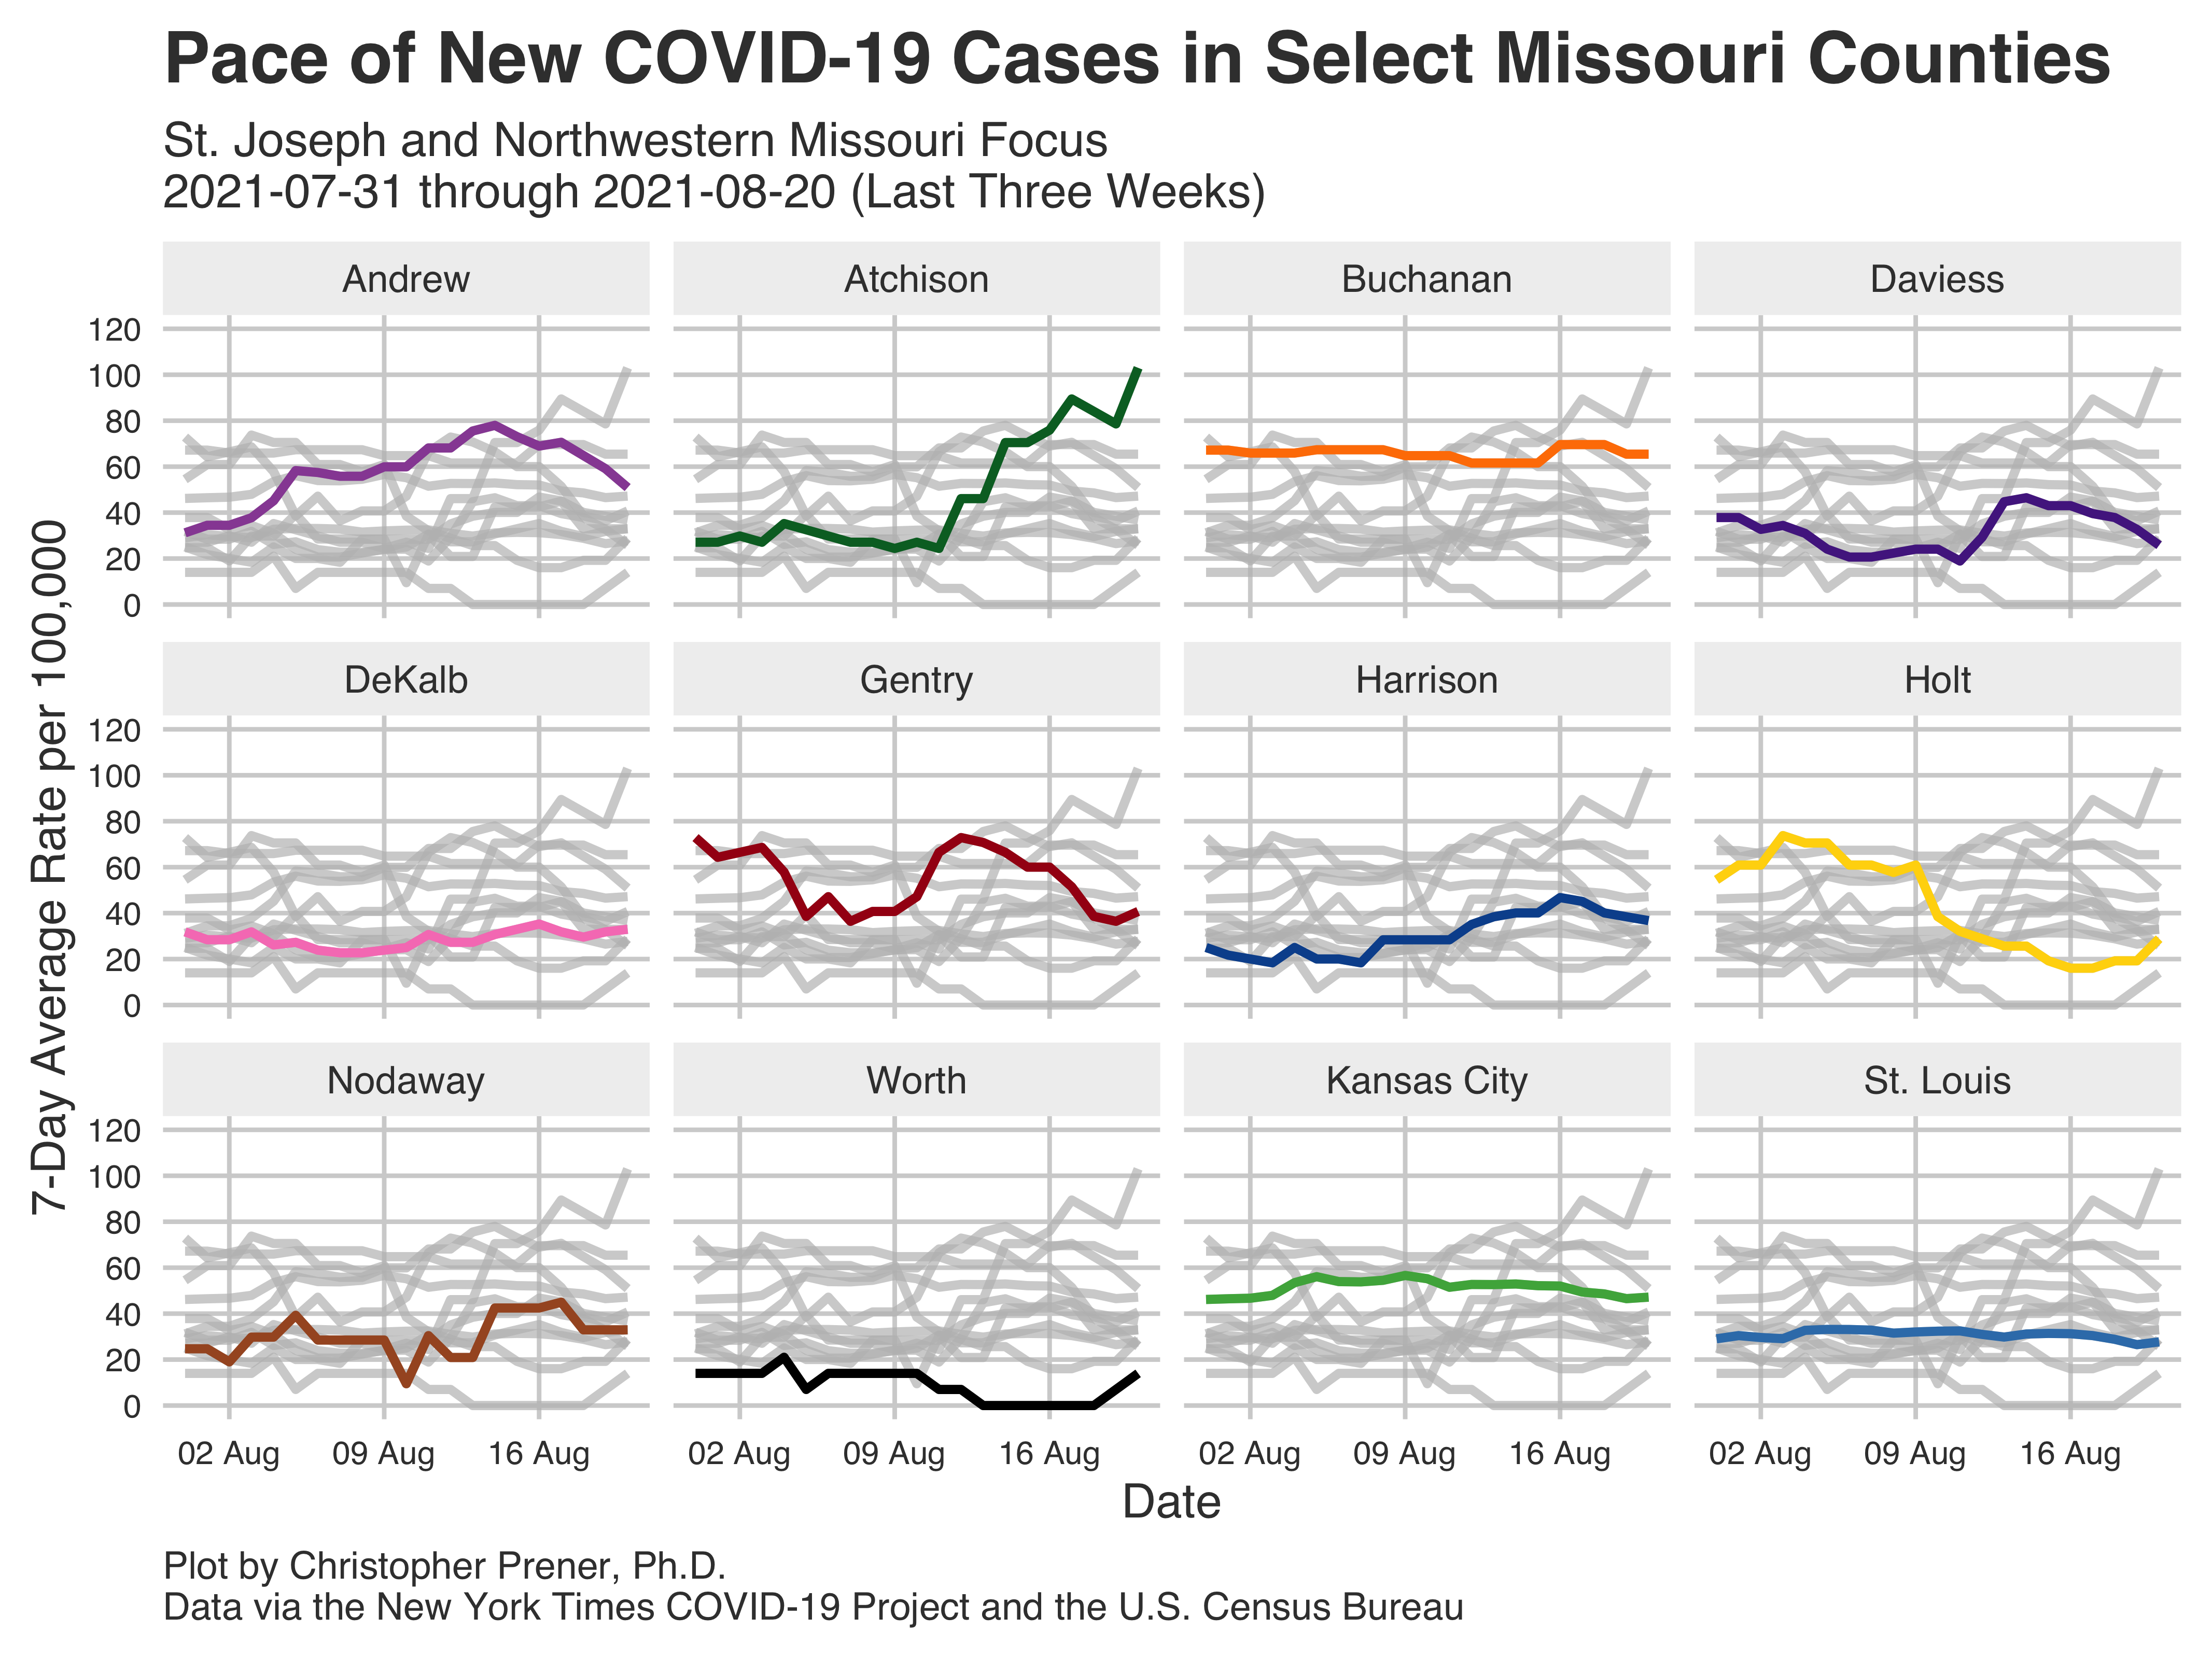 Pace of New COVID-19 Cases in Select Missouri Counties
St. Joseph and Northwestern Missouri Focus
2021-07-31 through 2021-08-20 (Last Three Weeks)
Andrew
Atchison
Buchanan
Daviess
120
100
80
60
40
20
0
DeKalb
Gentry
Harrison
Holt
120
100
80
60
40
20
0
Nodaway
Worth
Kansas City
St. Louis
120
100
80
60
40
20
0
02 Aug 09 Aug 16 Aug 02 Aug 09 Aug 16 Aug 02 Aug 09 Aug 16 Aug 02 Aug 09 Aug 16 Aug
7-Day Average Rate per 100,000
Date
Plot by Christopher Prener, Ph.D.
Data via the New York Times COVID-19 Project and the U.S. Census Bureau